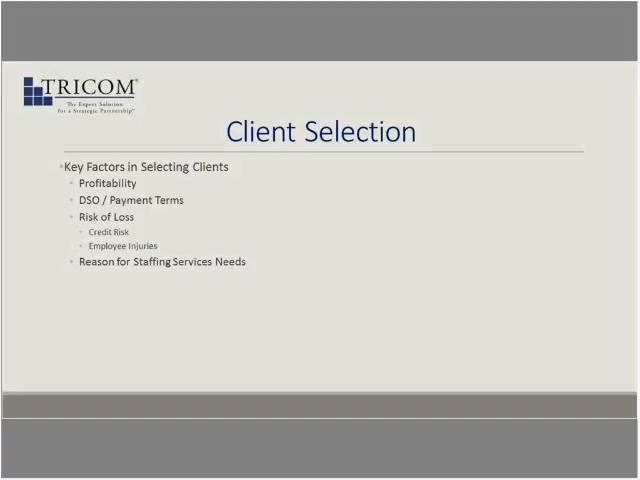 TRICOM®
The Expert Solution
for a Strategic Partnership™
Client Selection
•Key Factors in Selecting Clients
• Profitability
• DSO / Payment Terms
• Risk of Loss
• Credit Risk
• Employee Injuries
• Reason for Staffing Services Needs